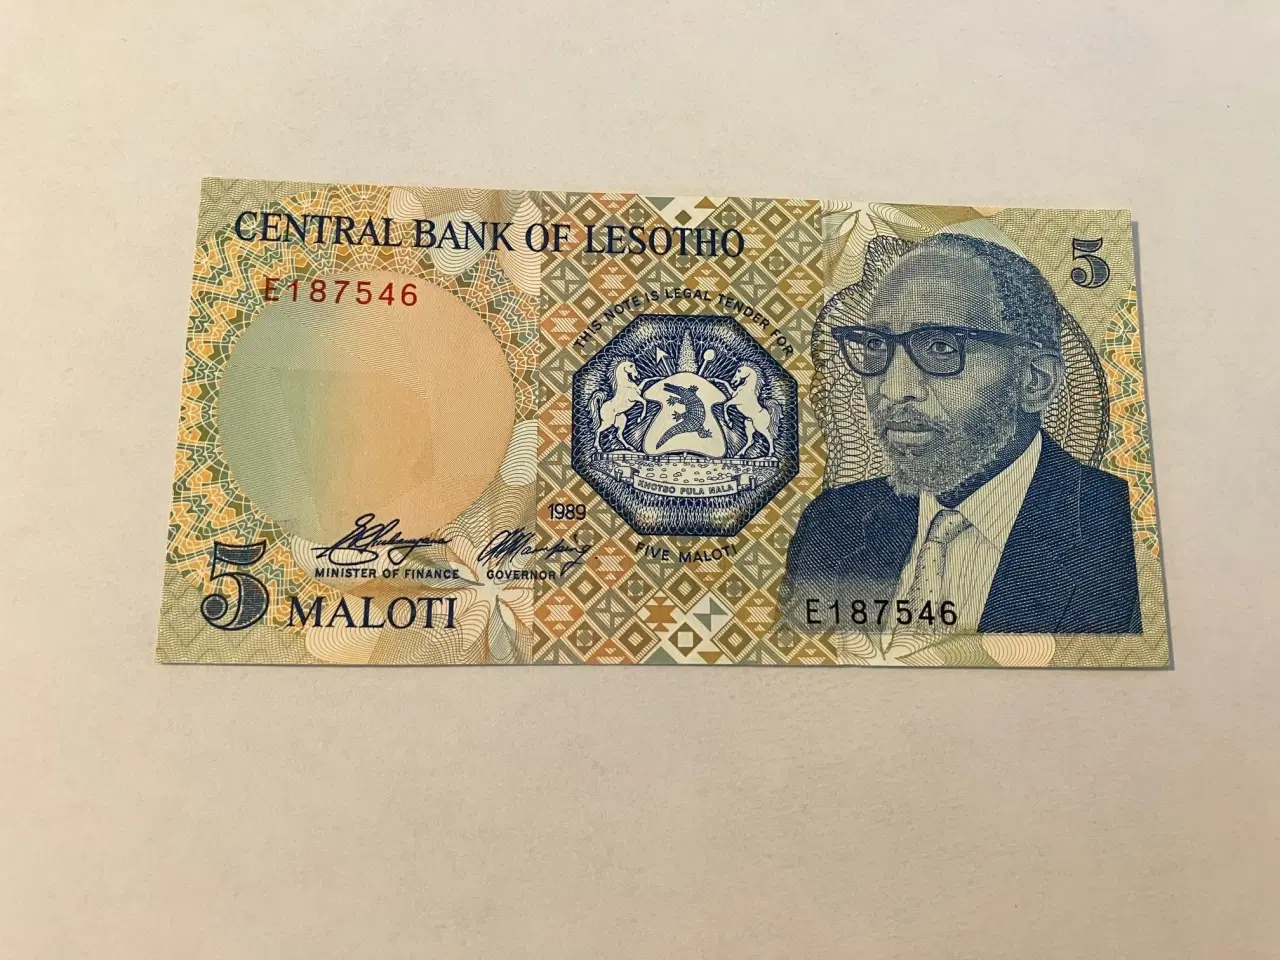 CENTRAL BANK OF LESOTHO
5
E187546
THIS NOTE IS LEGAL TENDER FOR
KHOTSO PULA NALA
1989
FIVE MALOTI
MINISTER OF FINANCE
GOVERNOR
5 MALOTI
E187546